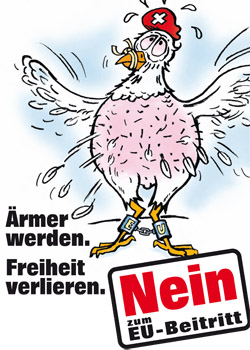 E U
Ärmer
werden.
Freiheit
verlieren.
Nein
zum
EU-Beitritt